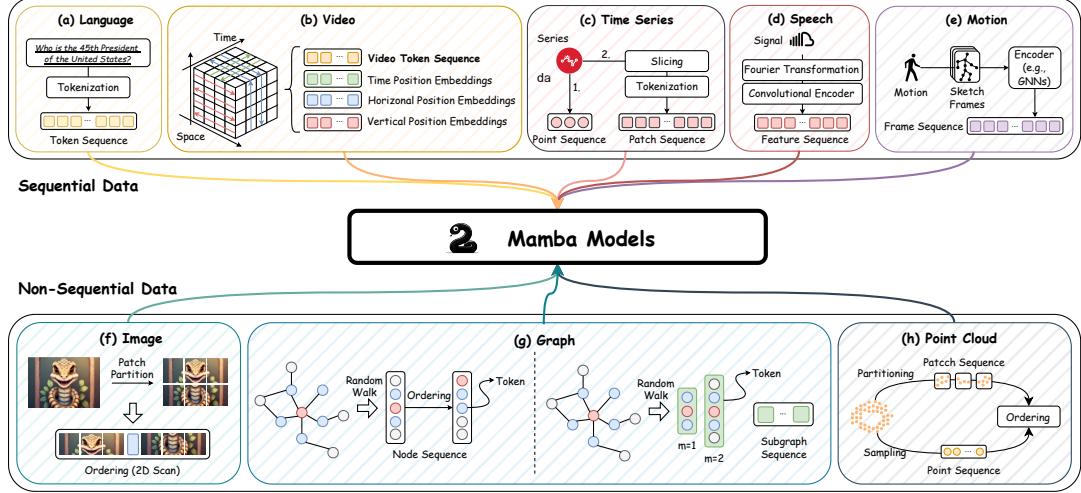 (a) Language
Who is the 45th President
of the United States?
Tokenization
...
Token Sequence
(b) Video
Time
Space
... Video Token Sequence
... Time Position Embeddings
... Horizonal Position Embeddings
... Vertical Position Embeddings
(c) Time Series
Series
da
2.
1.
Slicing
Tokenization
...
Point Sequence
Patch Sequence
(d) Speech
Signal
Fourier Transformation
Convolutional Encoder
...
Feature Sequence
(e) Motion
Motion
Sketch
Frames
Encoder
(e.g.,
GNNs)
Frame Sequence
...
Sequential Data
Mamba Models
Non-Sequential Data
(f) Image
Patch
Partition
...
Ordering (2D Scan)
(g) Graph
Random
Walk
Ordering
Token
Node Sequence
Random
Walk
m=1
m=2
Token
...
Subgraph
Sequence
(h) Point Cloud
Patcch Sequence
Partitioning
Ordering
Sampling
...
Point Sequence